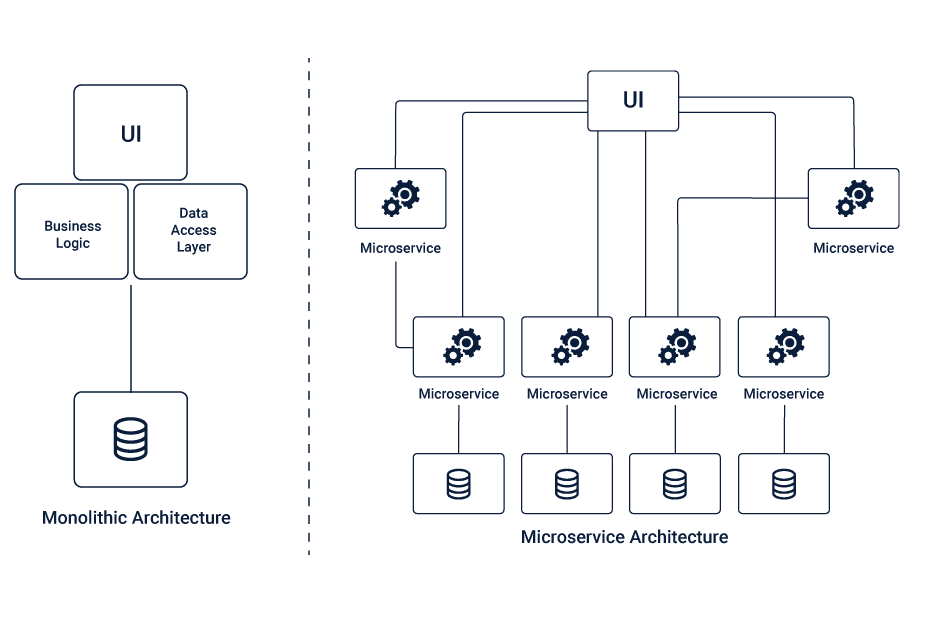 UI
Business
Logic
Data
Access
Layer
Monolithic Architecture
UI
Microservice
Microservice
Microservice
Microservice
Microservice
Microservice
Microservice Architecture